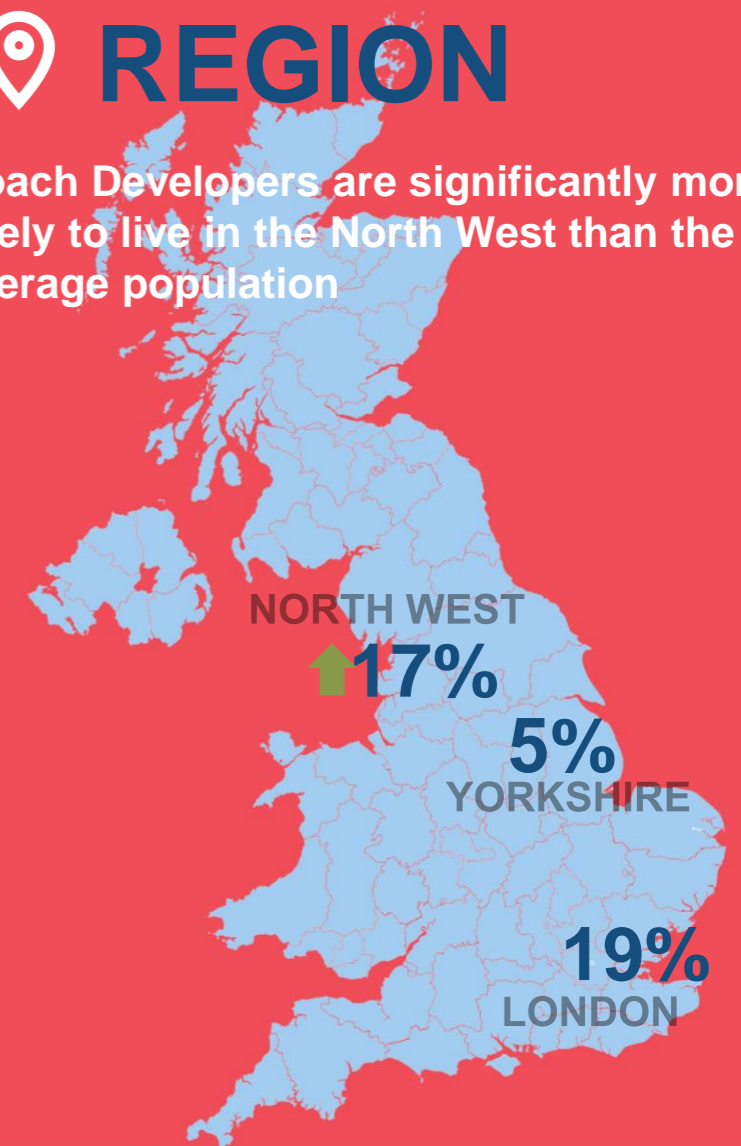 REGION
oach Developers are significantly mor
ely to live in the North West than the
erage population
NORTH WEST
17%
5%
YORKSHIRE
19%
LONDON